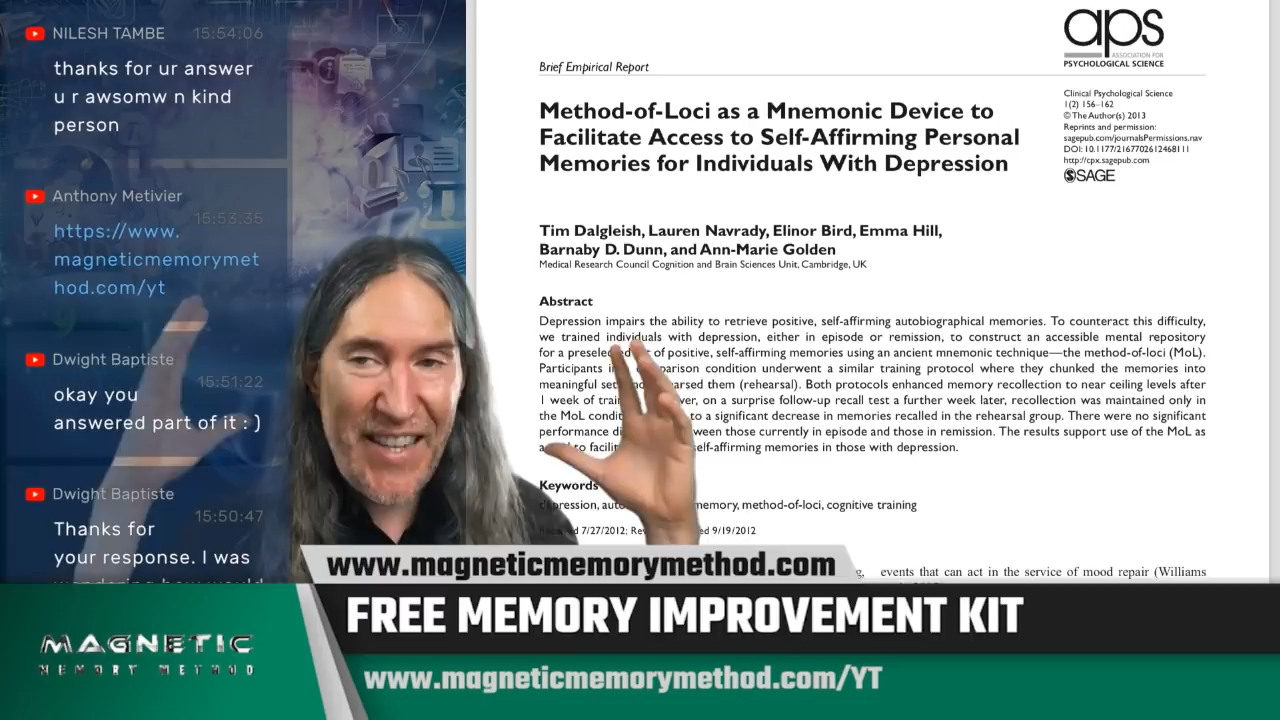 NILESH TAMBE 15:54:06
thanks for ur answer
u r awsomw n kind
person
Anthony Metivier 15:53:35
https://www.
magneticmemorymet
hod.com/yt
Dwight Baptiste 15:51:22
okay you
answered part of it : )
Dwight Baptiste 15:50:47
Thanks for
your response. I was
wondering how would
aps
ASSOCIATION FOR
PSYCHOLOGICAL SCIENCE
Brief Empirical Report
Clinical Psychological Science
1(2) 156–162
© The Author(s) 2013
Reprints and permission:
sagepub.com/journalsPermissions.nav
DOI: 10.1177/2167702612468111
http://cpx.sagepub.com
SAGE
Method-of-Loci as a Mnemonic Device to
Facilitate Access to Self-Affirming Personal
Memories for Individuals With Depression
Tim Dalgleish, Lauren Navrady, Elinor Bird, Emma Hill,
Barnaby D. Dunn, and Ann-Marie Golden
Medical Research Council Cognition and Brain Sciences Unit, Cambridge, UK
Abstract
Depression impairs the ability to retrieve positive, self-affirming autobiographical memories. To counteract this difficulty,
we trained individuals with depression, either in episode or remission, to construct an accessible mental repository
for a of positive, self-affirming memories using an ancient mnemonic technique—the method-of-loci (MoL).
Participants in condition underwent a similar training protocol where they chunked the memories into
meaningful them (rehearsal). Both protocols enhanced memory recollection to near ceiling levels after
1 week of on a surprise follow-up recall test a further week later, recollection was maintained only in
the MoL to a significant decrease in memories recalled in the rehearsal group. There were no significant
performance those currently in episode and those in remission. The results support use of the MoL as
to self-affirming memories in those with depression.
Keywords
depression, memory, method-of-loci, cognitive training
7/27/2012; 9/19/2012
events that can act in the service of mood repair (Williams
www.magneticmemorymethod.com
FREE MEMORY IMPROVEMENT KIT
www.magneticmemorymethod.com/YT
MAGNETIC
MEMORY METHOD